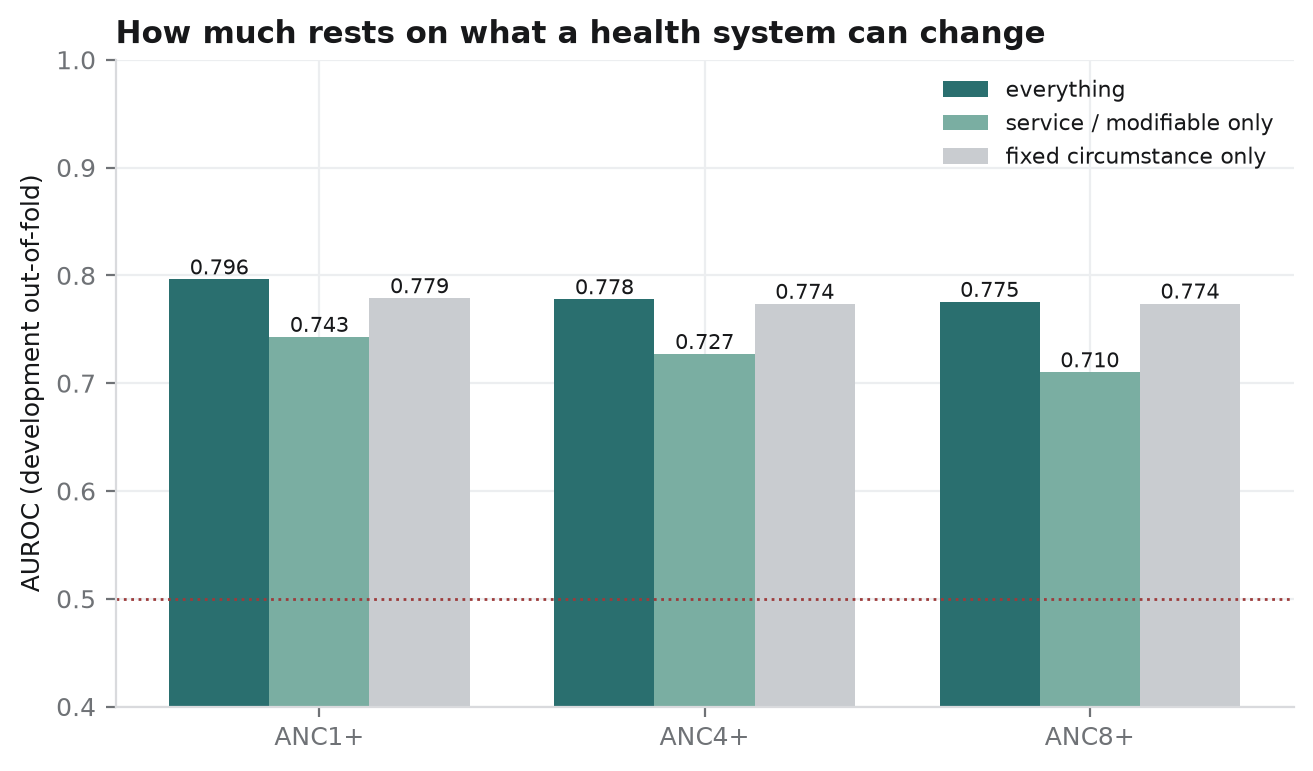 How much rests on what a health system can change
everything
service / modifiable only
fixed circumstance only
AUROC (development out-of-fold)
1.0
0.9
0.8
0.7
0.6
0.5
0.4
0.796
0.743
0.779
0.778
0.727
0.774
0.775
0.710
0.774
ANC1+
ANC4+
ANC8+